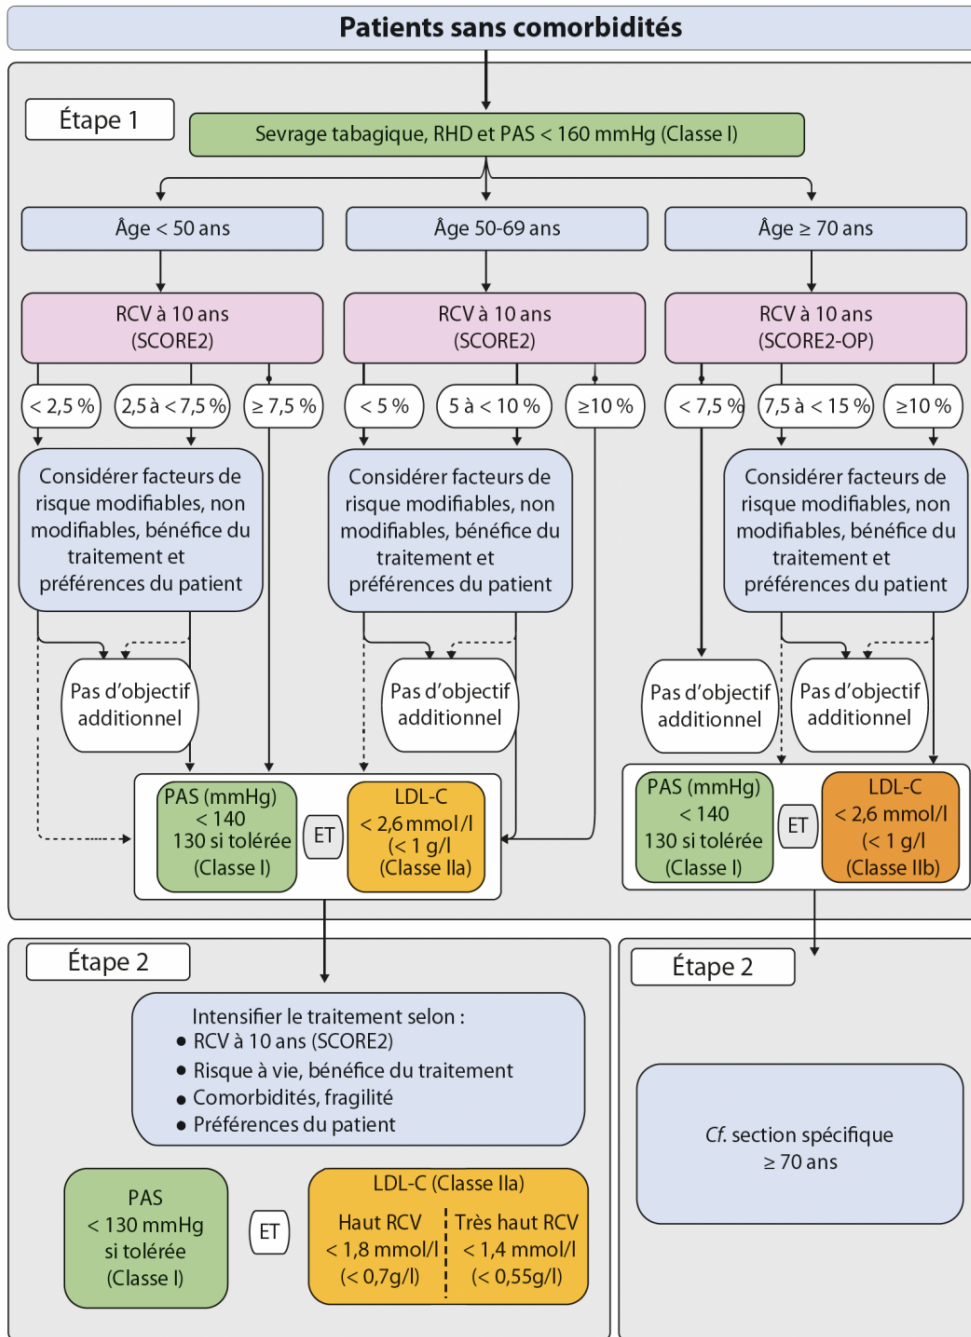 Patients sans comorbidités
Étape 1
Sevrage tabagique, RHD et PAS < 160 mmHg (Classe I)
Âge < 50 ans
Âge 50-69 ans
Âge ≥ 70 ans
RCV à 10 ans
(SCORE2)
RCV à 10 ans
(SCORE2)
RCV à 10 ans
(SCORE2-OP)
< 2,5 %
2,5 à < 7,5 %
≥ 7,5 %
< 5 %
5 à < 10 %
≥10 %
< 7,5 %
7,5 à < 15 %
≥10 %
Considérer facteurs de
risque modifiables, non
modifiables, bénéfice du
traitement et
préférences du patient
Considérer facteurs de
risque modifiables, non
modifiables, bénéfice du
traitement et
préférences du patient
Considérer facteurs de
risque modifiables, non
modifiables, bénéfice du
traitement et
préférences du patient
Pas d'objectif
additionnel
Pas d'objectif
additionnel
Pas d'objectif
additionnel
Pas d'objectif
additionnel
PAS (mmHg)
< 140
130 si tolérée
(Classe I)
ET
LDL-C
< 2,6 mmol/l
(< 1 g/l
(Classe IIa)
PAS (mmHg)
< 140
130 si tolérée
(Classe I)
ET
LDL-C
< 2,6 mmol/l
(< 1 g/l
(Classe IIb)
Étape 2
Intensifier le traitement selon :
● RCV à 10 ans (SCORE2)
● Risque à vie, bénéfice du traitement
● Comorbidités, fragilité
● Préférences du patient
PAS
< 130 mmHg
si tolérée
(Classe I)
ET
LDL-C (Classe IIa)
Haut RCV
< 1,8 mmol/l
(< 0,7g/l)
Très haut RCV
< 1,4 mmol/l
(< 0,55g/l)
Étape 2
Cf. section spécifique
≥ 70 ans